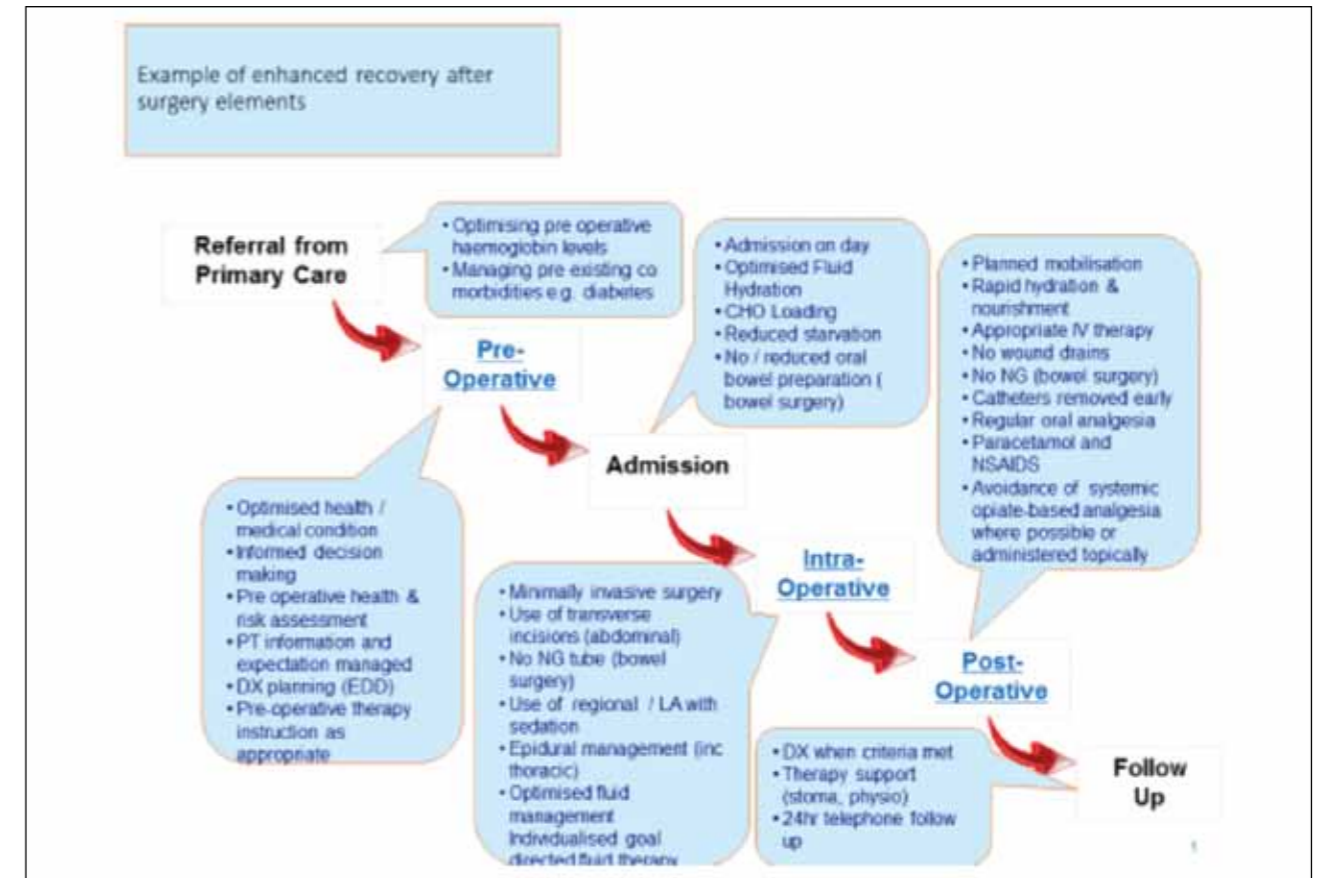 Example of enhanced recovery after
surgery elements
Referral from
Primary Care
• Optimising pre operative
haemoglobin levels
• Managing pre existing co
morbidities e.g. diabetes
Pre-
Operative
• Optimised health /
medical condition
• Informed decision
making
• Pre operative health &
risk assessment
• PT information and
expectation managed
• DX planning (EDD)
• Pre-operative therapy
instruction as
appropriate
Admission
• Admission on day
• Optimised Fluid
Hydration
• CHO Loading
• Reduced starvation
• No / reduced oral
bowel preparation (
bowel surgery)
Intra-
Operative
• Minimally invasive surgery
• Use of transverse
incisions (abdominal)
• No NG tube (bowel
surgery)
• Use of regional / LA with
sedation
• Epidural management (inc
thoracic)
• Optimised fluid
management
Individualised goal
directed fluid therapy
Post-
Operative
• Planned mobilisation
• Rapid hydration &
nourishment
• Appropriate IV therapy
• No wound drains
• No NG (bowel surgery)
• Catheters removed early
• Regular oral analgesia
• Paracetamol and
NSAIDS
• Avoidance of systemic
opiate-based analgesia
where possible or
administered topically
Follow
Up
• DX when criteria met
• Therapy support
(stoma, physio)
• 24hr telephone follow
up
1